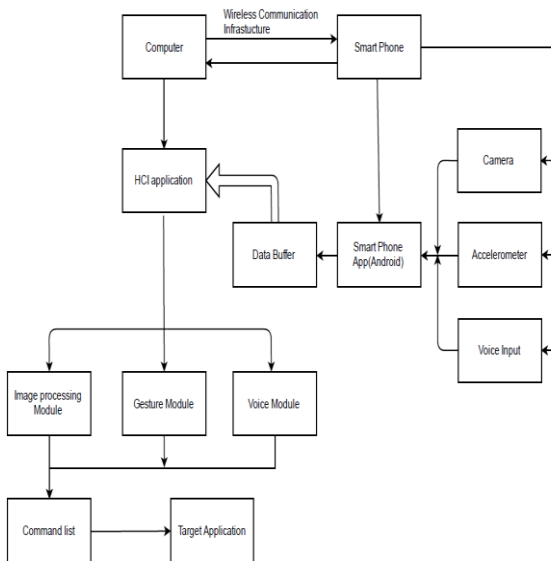 Wireless Communication
Infrastucture
Computer
Smart Phone
HCI application
Camera
Data Buffer
Smart Phone
App(Android)
Accelerometer
Voice Input
Image processing
Module
Gesture Module
Voice Module
Command list
Target Application